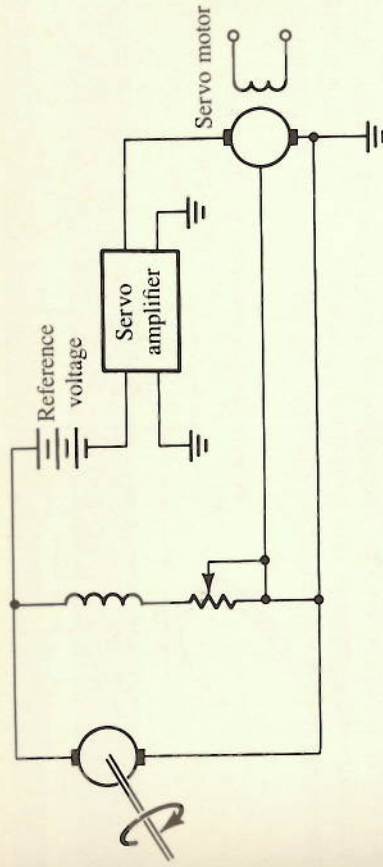 Reference
voltage
Servo
amplifier
Servo motor